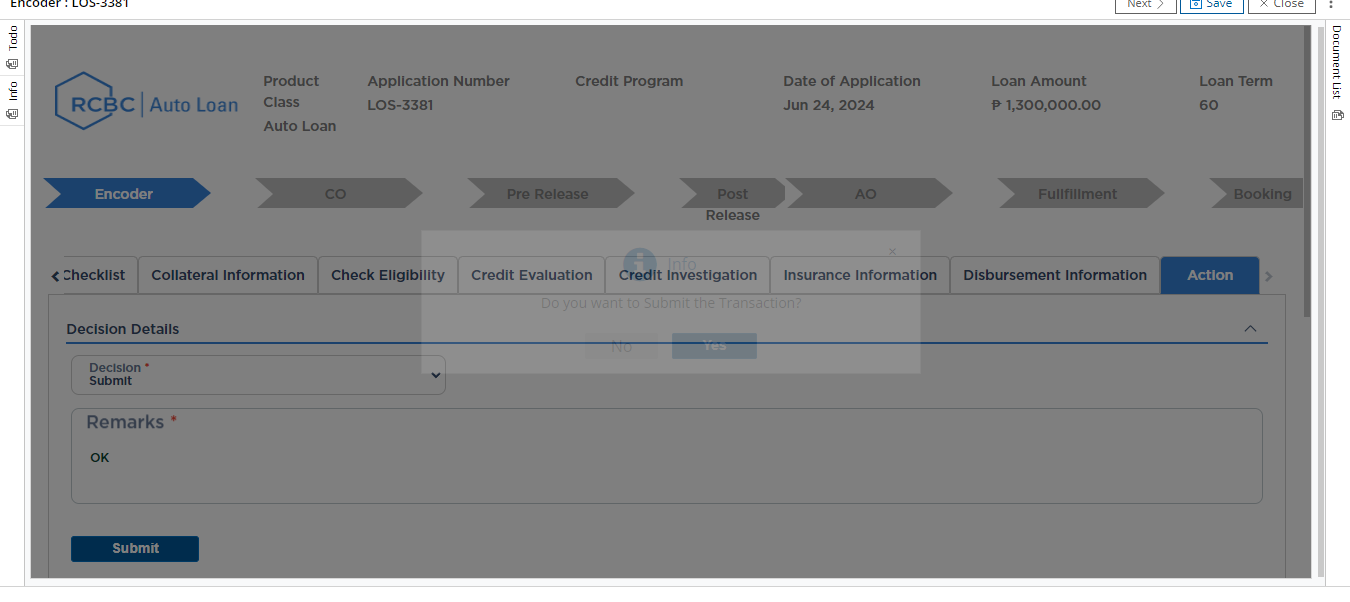 Encoder : LOS-3381
Next
Save
Close
Todo
Info
Document List
RCBC | Auto Loan
Product Class
Auto Loan
Application Number
LOS-3381
Credit Program
Date of Application
Jun 24, 2024
Loan Amount
₱ 1,300,000.00
Loan Term
60
Encoder
CO
Pre Release
Post Release
AO
Fullfillment
Booking
Checklist
Collateral Information
Check Eligibility
Credit Evaluation
Credit Investigation
Insurance Information
Disbursement Information
Action
Info
Do you want to Submit the Transaction?
No
Yes
Decision Details
Decision *
Submit
Remarks *
OK
Submit